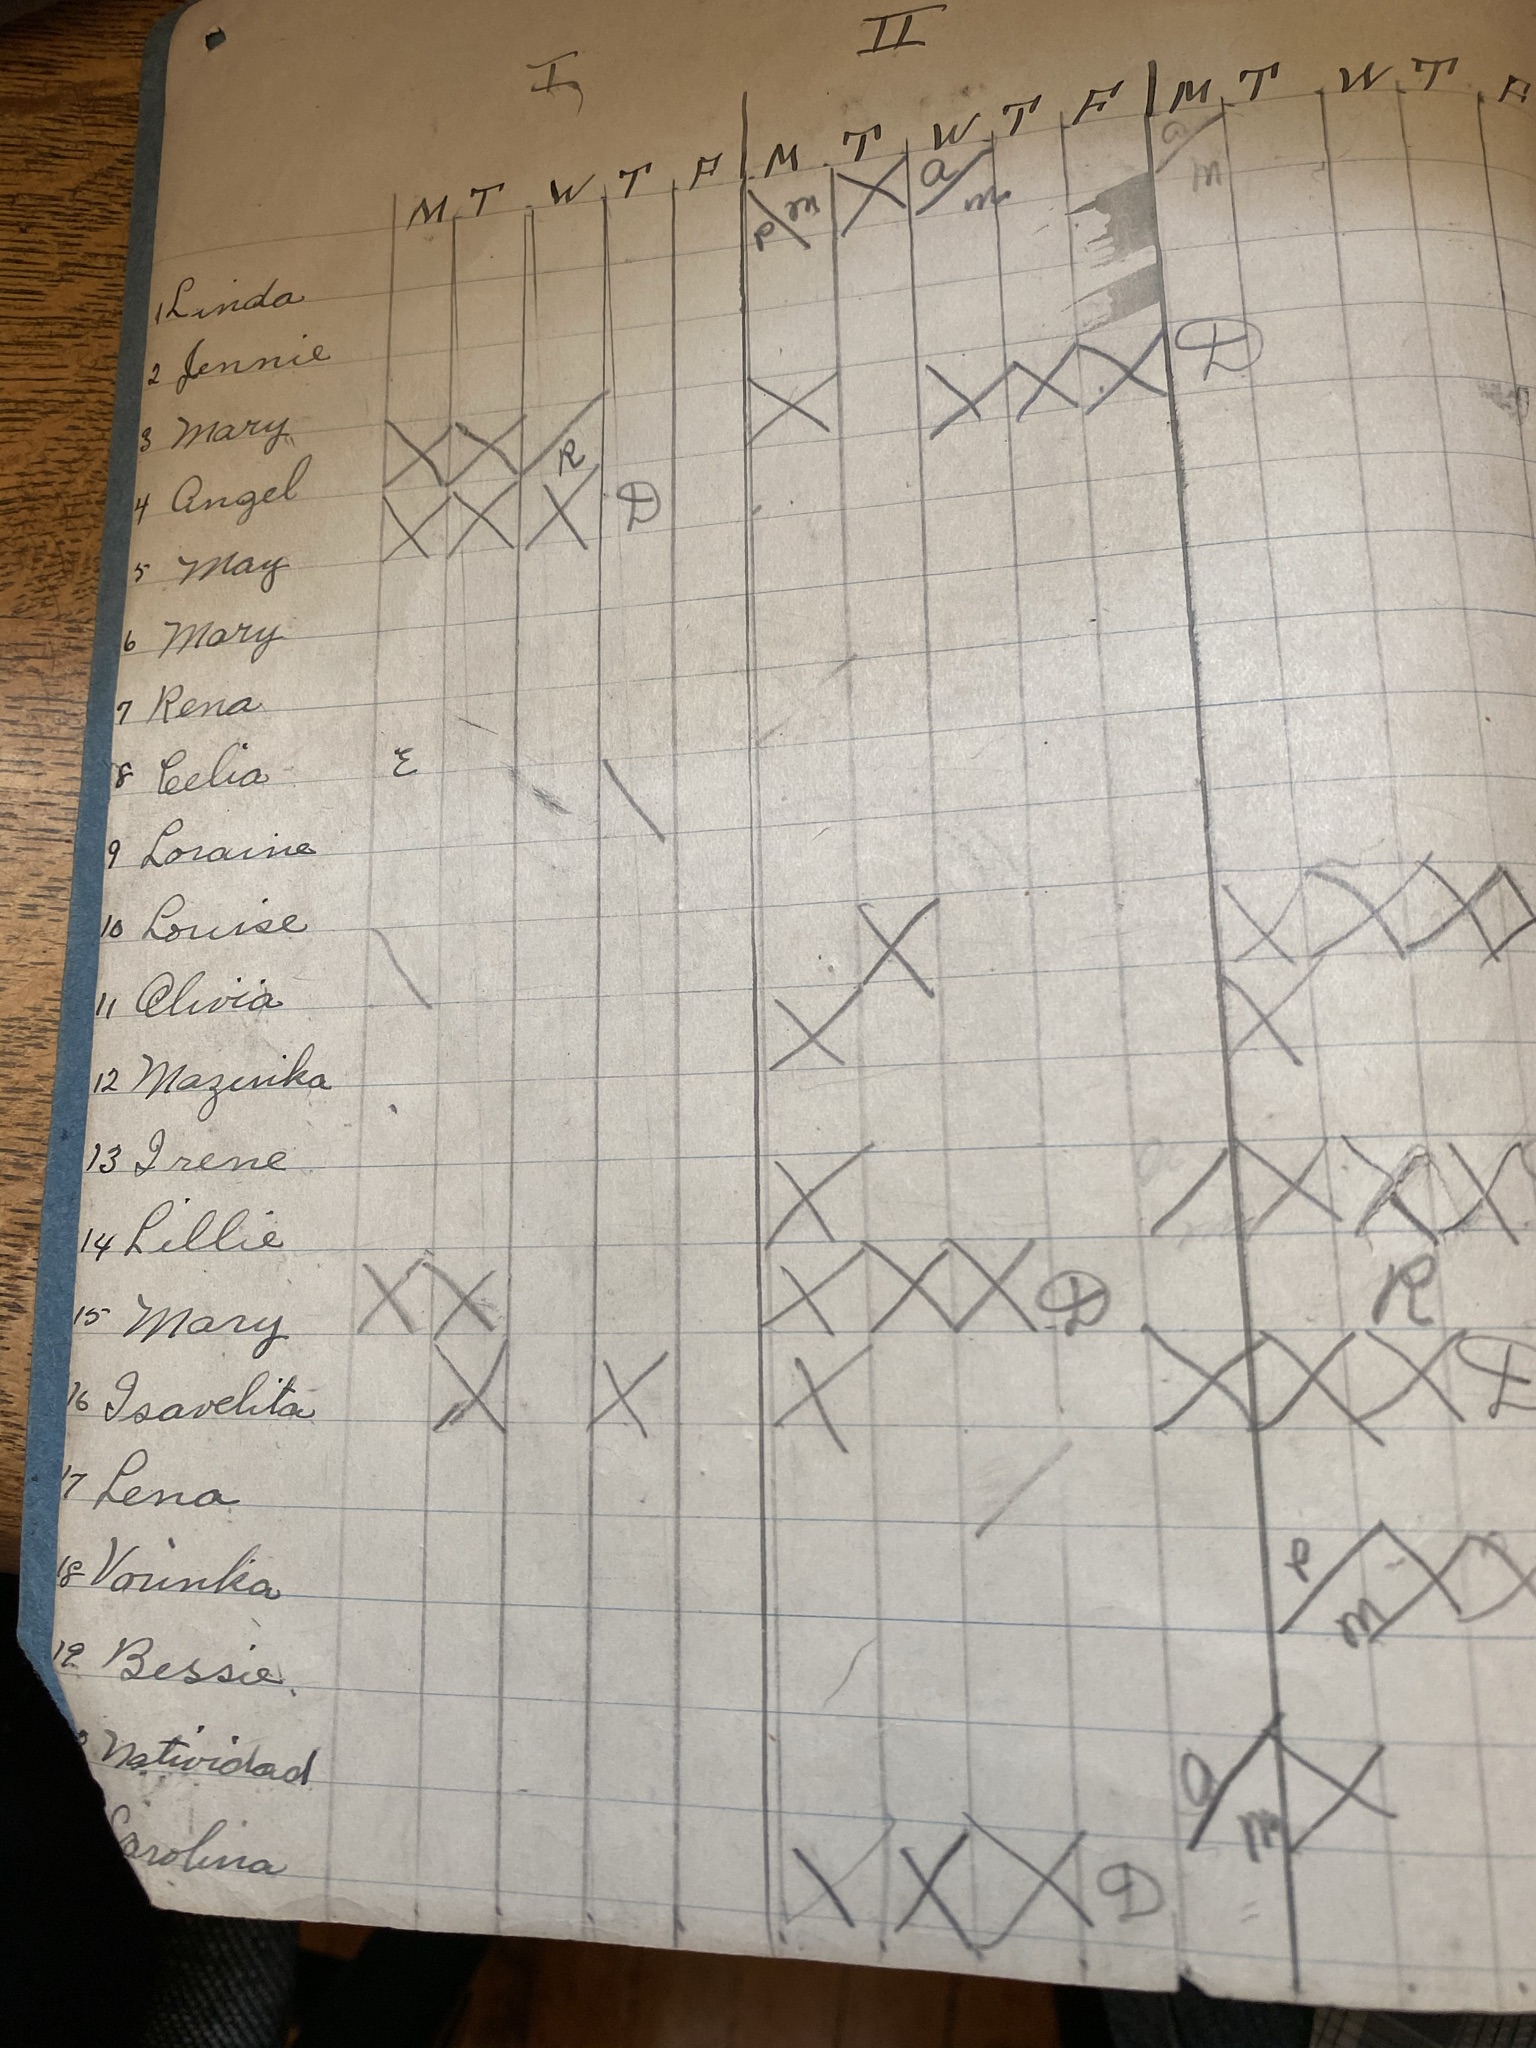 I II
M T W T F M T W T F M T W T F
P/m X a/m a/m
1 Linda
2 Jennie X X X X D
3 Mary X X / R
4 Angel X X X D
5 May
6 Mary
7 Rena
8 Celia E \
9 Loraine
10 Louise X X X X X
11 Olivia \ X X
12 Mazinika
13 Irene X / X X X
14 Lillie X X X D R
15 Mary X X X X X X D
16 Isavelita X X
17 Lena
18 Vorinka P/m X X
19 Bessie.
Natividad a/m X
Carolina X X X D